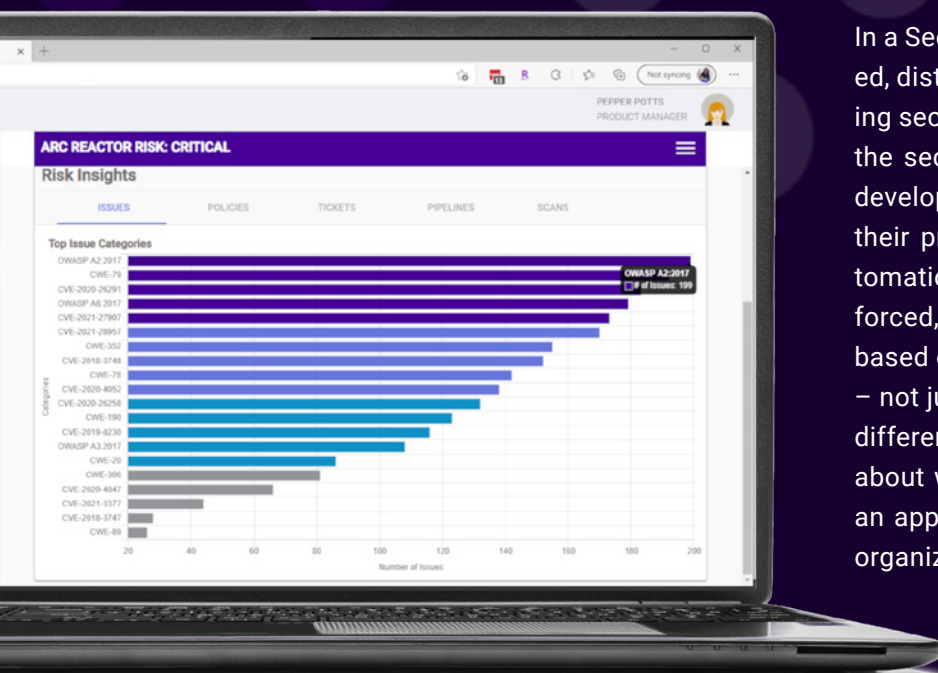 Not syncing
13
PEPPER POTTS
PRODUCT MANAGER
ARC REACTOR RISK: CRITICAL
Risk Insights
ISSUES POLICIES TICKETS PIPELINES SCANS
Top Issue Categories
OWASP A2:2017
CWE-79
CVE-2020-26291
OWASP A6:2017
CVE-2021-27907
CVE-2021-28957
CWE-352
CVE-2018-3748
CWE-78
CVE-2020-4052
CVE-2020-26258
CWE-190
CVE-2019-8230
OWASP A3:2017
CWE-20
CWE-306
CVE-2020-4047
CVE-2021-3377
CVE-2018-3747
CWE-89
Categories
OWASP A2:2017
# of Issues: 199
20 40 60 80 100 120 140 160 180 200
Number of Issues
In a Sec
ed, dist
ing sec
the sec
develop
their pr
tomatic
forced,
based
– not ju
differer
about w
an app
organiz